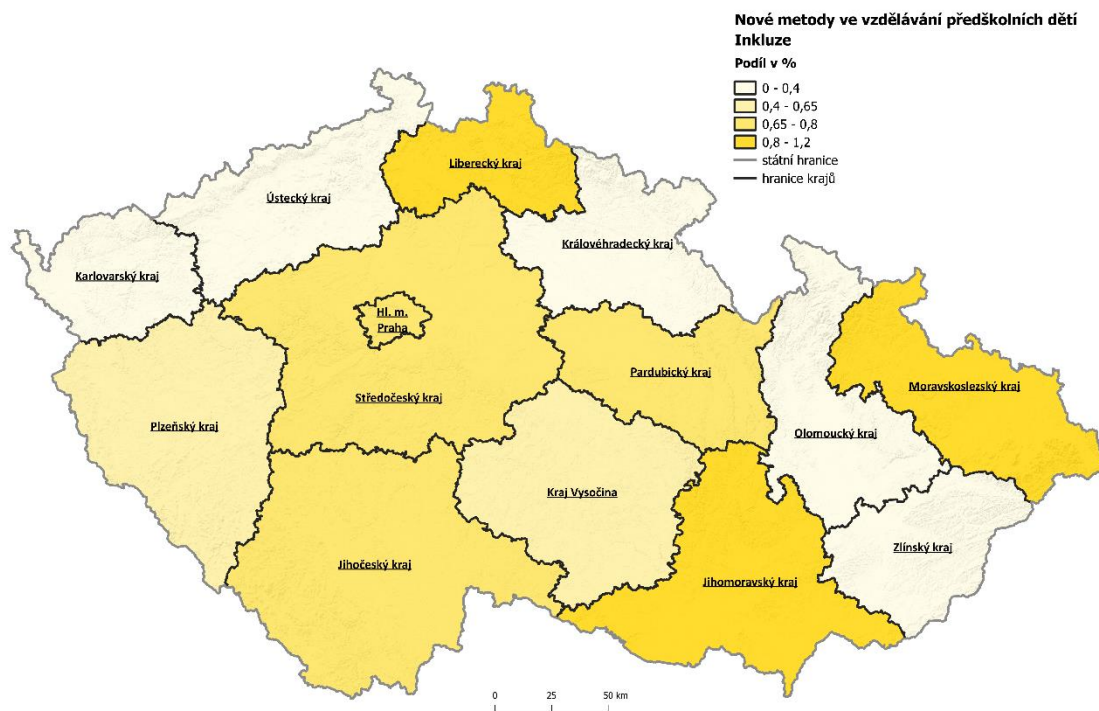 Nové metody ve vzdělávání předškolních dětí
Inkluze
Podíl v %
0 - 0,4
0,4 - 0,65
0,65 - 0,8
0,8 - 1,2
státní hranice
hranice krajů
Liberecký kraj
Ústecký kraj
Královéhradecký kraj
Karlovarský kraj
Hl. m.
Praha
Pardubický kraj
Moravskoslezský kraj
Středočeský kraj
Plzeňský kraj
Olomoucký kraj
Kraj Vysočina
Zlínský kraj
Jihočeský kraj
Jihomoravský kraj
0 25 50 km